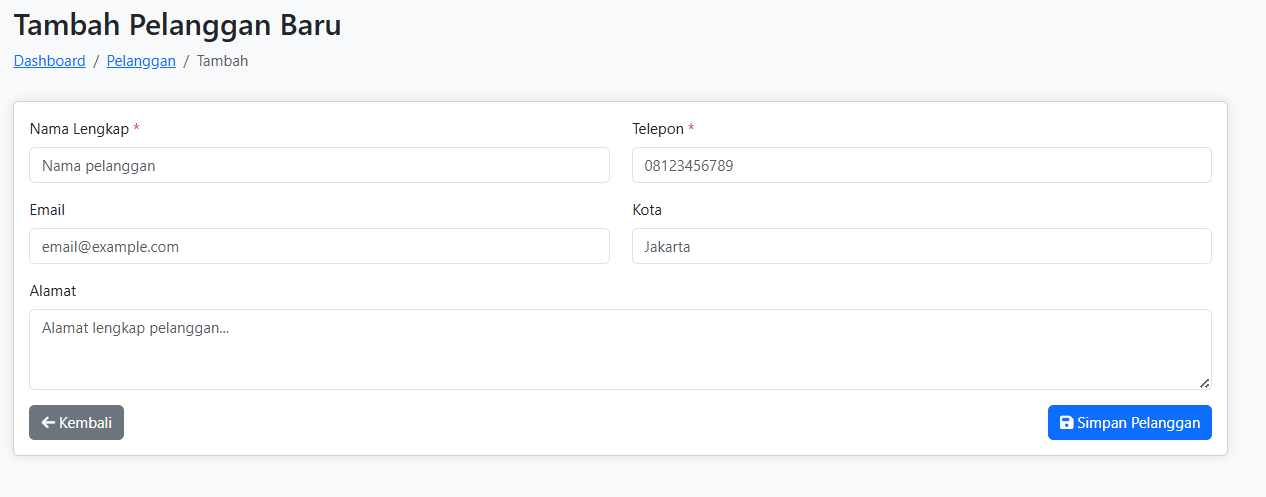 Tambah Pelanggan Baru
Dashboard / Pelanggan / Tambah
Nama Lengkap *
Telepon *
Nama pelanggan
08123456789
Email
Kota
email@example.com
Jakarta
Alamat
Alamat lengkap pelanggan...
Kembali
Simpan Pelanggan